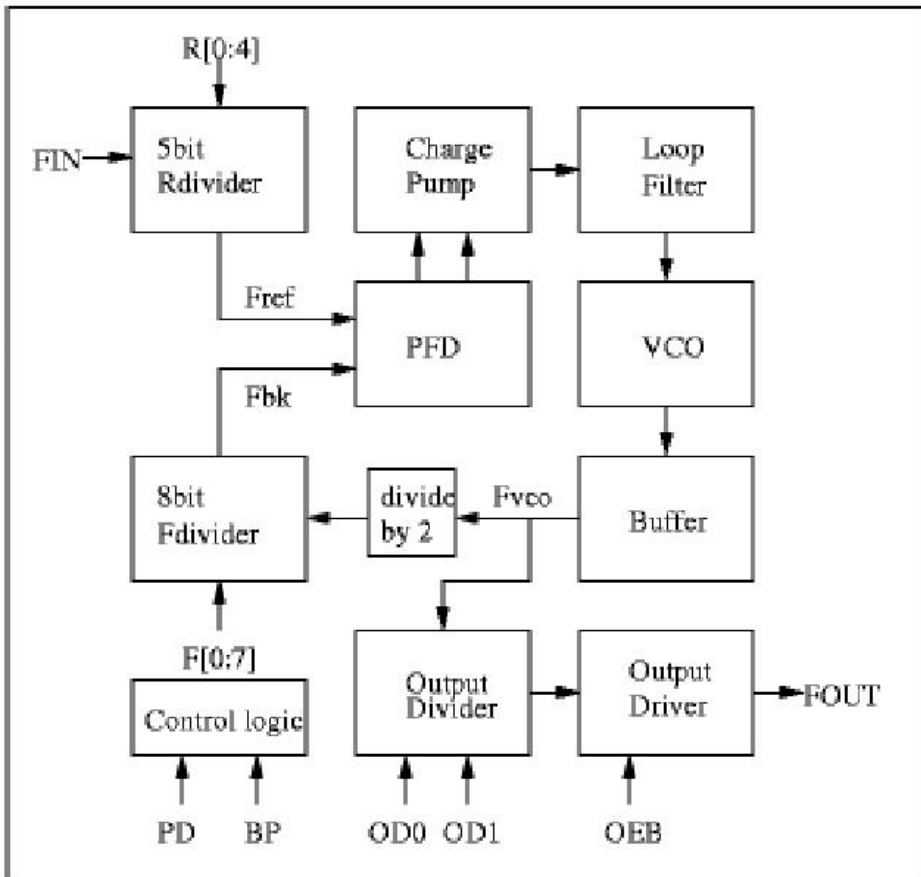 R[0:4]
FIN
5bit
Rdivider
Charge
Pump
Loop
Filter
Fref
PFD
VCO
Fbk
8bit
Fdivider
divide
by 2
Fvco
Buffer
F[0:7]
Control logic
Output
Divider
Output
Driver
FOUT
PD
BP
OD0
OD1
OEB